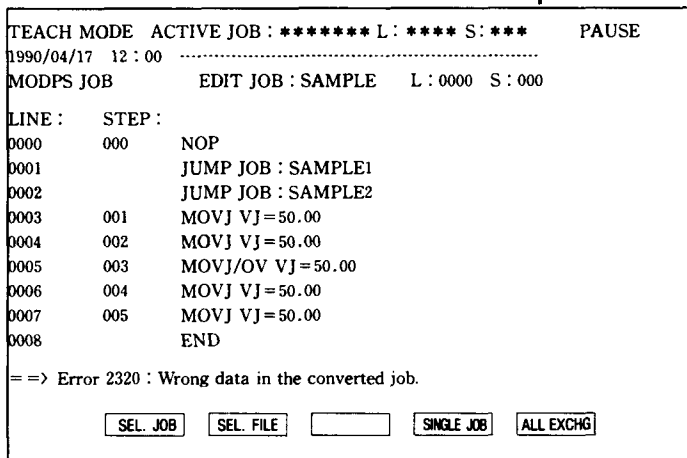 TEACH MODE ACTIVE JOB : ******* L : **** S : *** PAUSE
1990/04/17 12 : 00
MODPS JOB EDIT JOB : SAMPLE L : 0000 S : 000
LINE : STEP :
0000 000 NOP
0001 JUMP JOB : SAMPLE1
0002 JUMP JOB : SAMPLE2
0003 001 MOVJ VJ=50.00
0004 002 MOVJ VJ=50.00
0005 003 MOVJ/OV VJ=50.00
0006 004 MOVJ VJ=50.00
0007 005 MOVJ VJ=50.00
0008 END
= => Error 2320 : Wrong data in the converted job.
SEL. JOB SEL. FILE SINGLE JOB ALL EXCHG